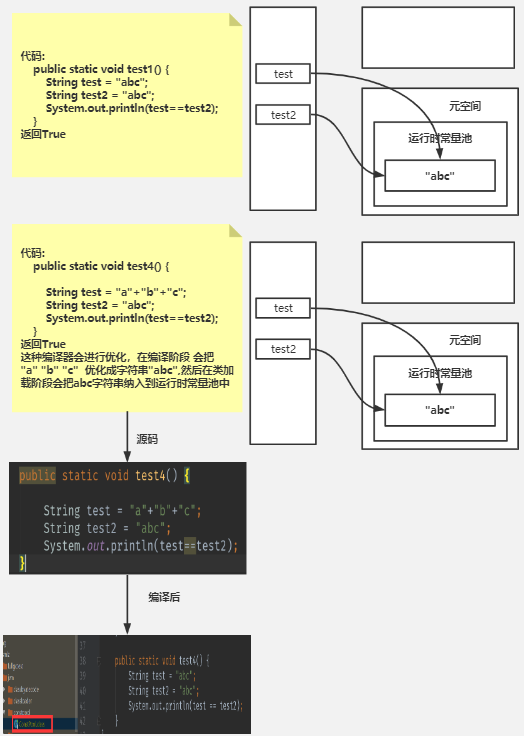 代码:
public static void test1() {
String test = "abc";
String test2 = "abc";
System.out.println(test==test2);
}
返回True
test
test2
元空间
运行时常量池
"abc"
代码:
public static void test4() {
String test = "a"+"b"+"c";
String test2 = "abc";
System.out.println(test==test2);
}
返回True
这种编译器会进行优化，在编译阶段 会把
"a" "b" "c" 优化成字符串"abc",然后在类加
载阶段会把abc字符串纳入到运行时常量池中
test
test2
元空间
运行时常量池
"abc"
源码
public static void test4() {
String test = "a"+"b"+"c";
String test2 = "abc";
System.out.println(test==test2);
}
编译后
37
38 public static void test4() {
39 String test = "abc";
40 String test2 = "abc";
41 System.out.println(test == test2);
42 }